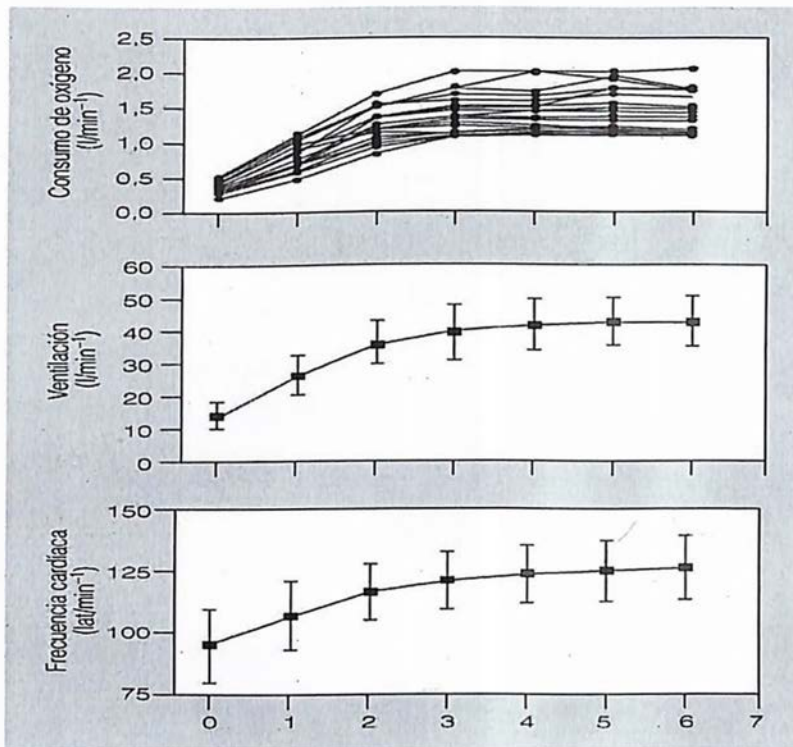 Consumo de oxígeno
(l/min⁻¹)
2.5
2.0
1.5
1.0
0.5
0.0
Ventilación
(l/min⁻¹)
60
50
40
30
20
10
0
Frecuencia cardíaca
(lat/min⁻¹)
150
125
100
75
0 1 2 3 4 5 6 7